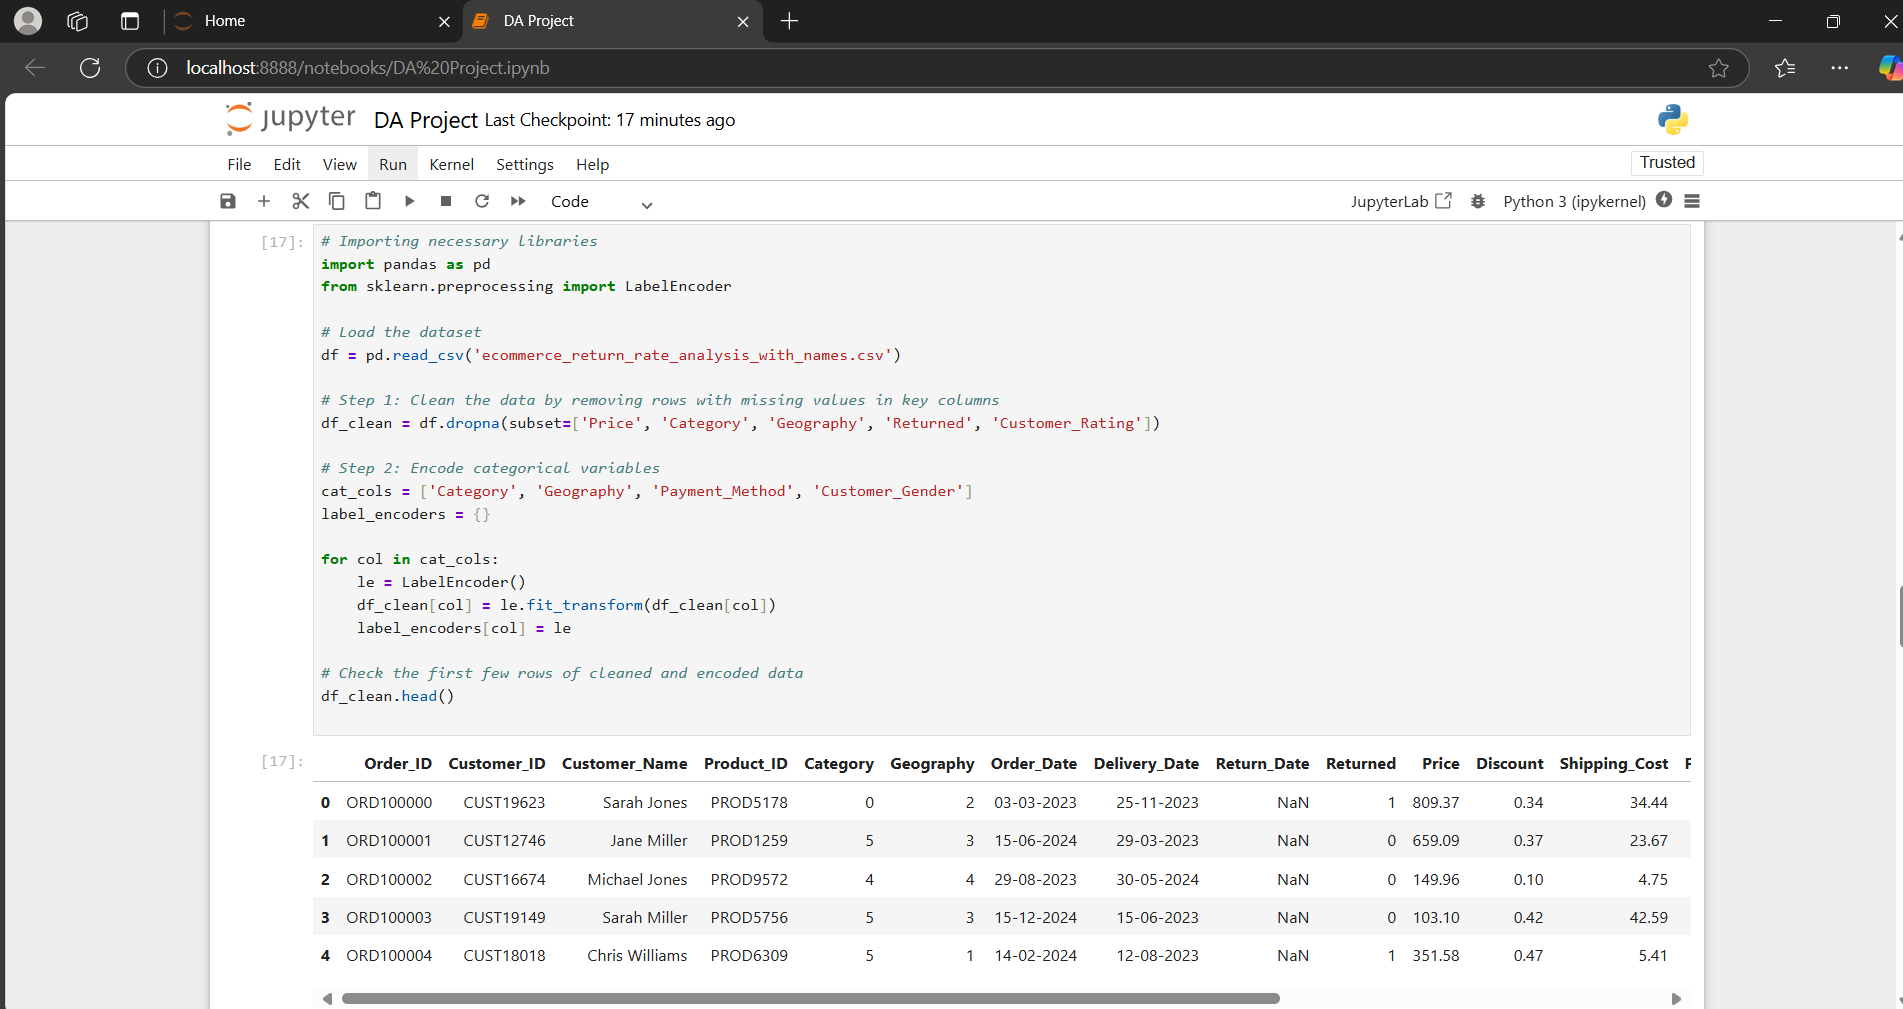 Home
DA Project
localhost:8888/notebooks/DA%20Project.ipynb
jupyter DA Project Last Checkpoint: 17 minutes ago
File Edit View Run Kernel Settings Help
Trusted
Code
JupyterLab Python 3 (ipykernel)
[17]:
# Importing necessary libraries
import pandas as pd
from sklearn.preprocessing import LabelEncoder
# Load the dataset
df = pd.read_csv('ecommerce_return_rate_analysis_with_names.csv')
# Step 1: Clean the data by removing rows with missing values in key columns
df_clean = df.dropna(subset=['Price', 'Category', 'Geography', 'Returned', 'Customer_Rating'])
# Step 2: Encode categorical variables
cat_cols = ['Category', 'Geography', 'Payment_Method', 'Customer_Gender']
label_encoders = {}
for col in cat_cols:
    le = LabelEncoder()
    df_clean[col] = le.fit_transform(df_clean[col])
    label_encoders[col] = le
# Check the first few rows of cleaned and encoded data
df_clean.head()
[17]:
Order_ID Customer_ID Customer_Name Product_ID Category Geography Order_Date Delivery_Date Return_Date Returned Price Discount Shipping_Cost
0 ORD100000 CUST19623 Sarah Jones PROD5178 0 2 03-03-2023 25-11-2023 NaN 1 809.37 0.34 34.44
1 ORD100001 CUST12746 Jane Miller PROD1259 5 3 15-06-2024 29-03-2023 NaN 0 659.09 0.37 23.67
2 ORD100002 CUST16674 Michael Jones PROD9572 4 4 29-08-2023 30-05-2024 NaN 0 149.96 0.10 4.75
3 ORD100003 CUST19149 Sarah Miller PROD5756 5 3 15-12-2024 15-06-2023 NaN 0 103.10 0.42 42.59
4 ORD100004 CUST18018 Chris Williams PROD6309 5 1 14-02-2024 12-08-2023 NaN 1 351.58 0.47 5.41